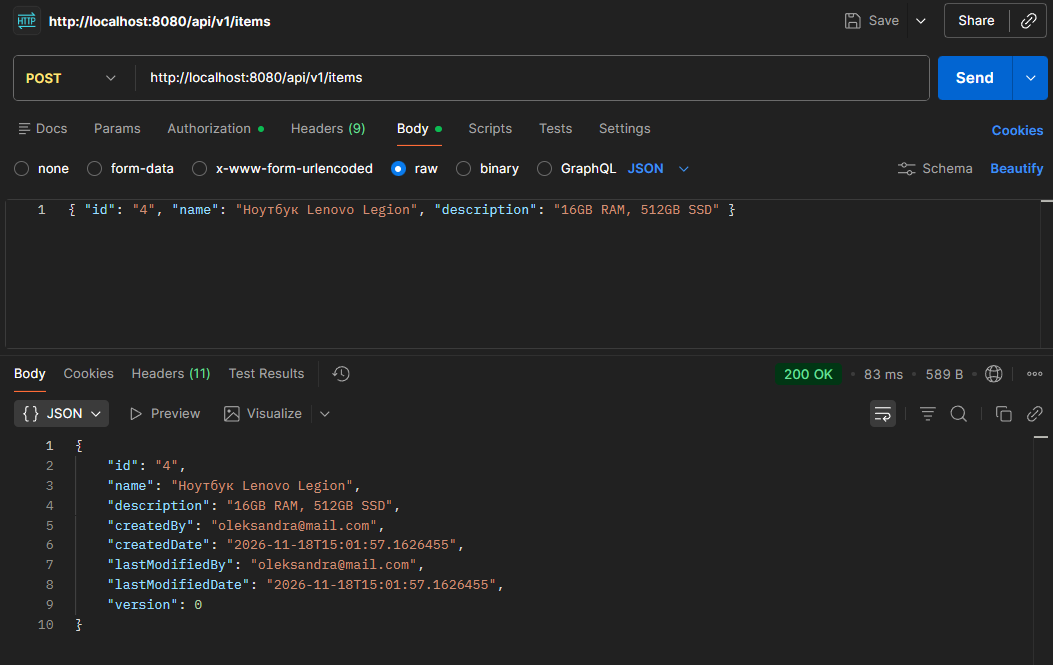 HTTP http://localhost:8080/api/v1/items Save Share
POST http://localhost:8080/api/v1/items Send
Docs Params Authorization Headers (9) Body Scripts Tests Settings Cookies
none form-data x-www-form-urlencoded raw binary GraphQL JSON Schema Beautify
1 { "id": "4", "name": "Ноутбук Lenovo Legion", "description": "16GB RAM, 512GB SSD" }
Body Cookies Headers (11) Test Results 200 OK • 83 ms • 589 B •
{} JSON Preview Visualize
1 {
2 "id": "4",
3 "name": "Ноутбук Lenovo Legion",
4 "description": "16GB RAM, 512GB SSD",
5 "createdBy": "oleksandra@mail.com",
6 "createdDate": "2026-11-18T15:01:57.1626455",
7 "lastModifiedBy": "oleksandra@mail.com",
8 "lastModifiedDate": "2026-11-18T15:01:57.1626455",
9 "version": 0
10 }